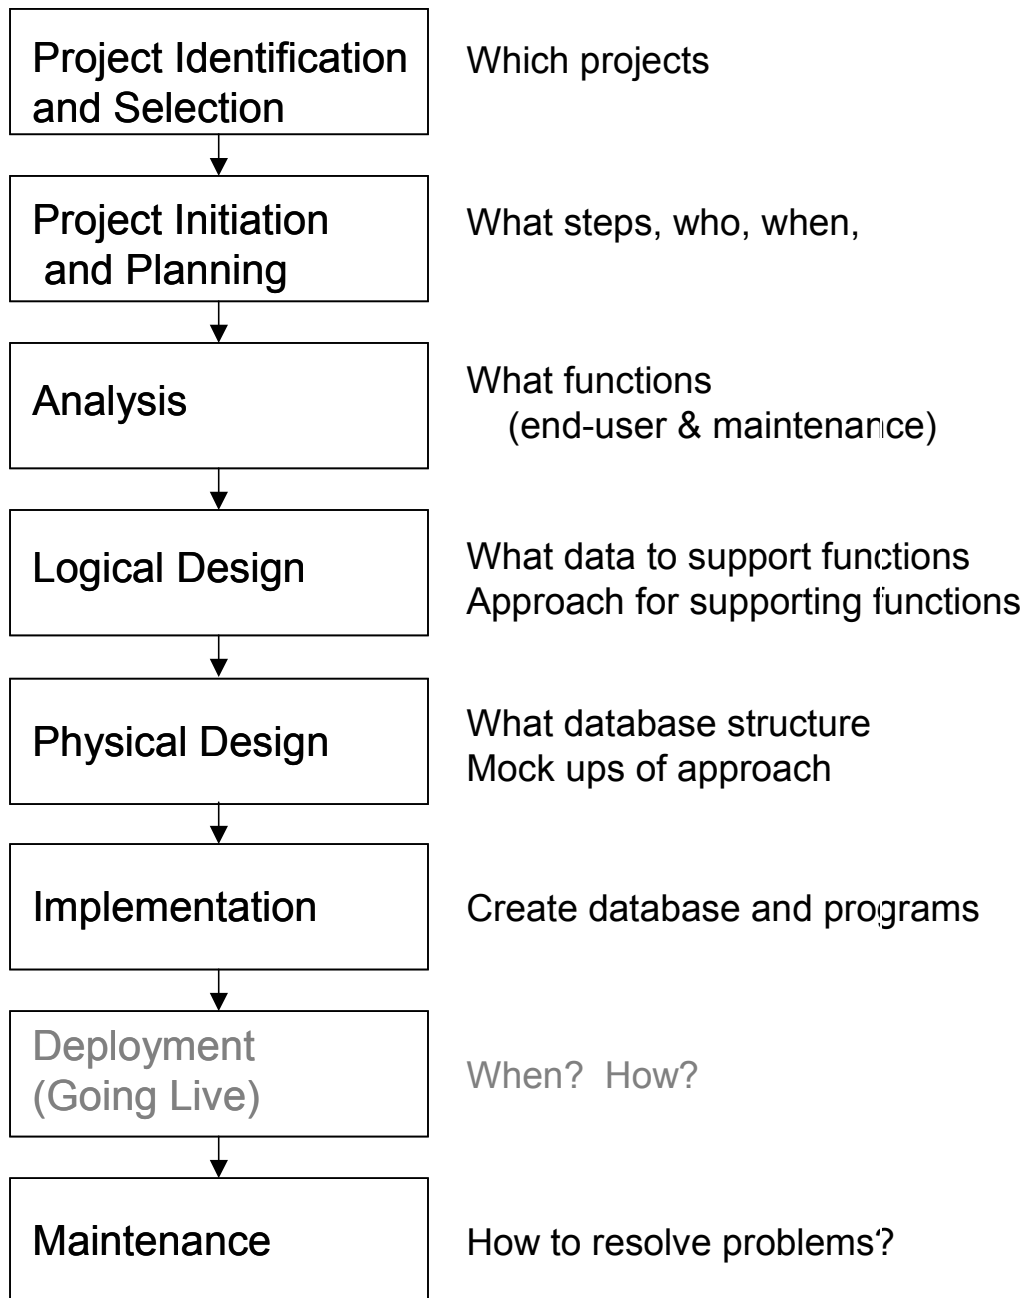 Project Identification
and Selection
Which projects
Project Initiation
and Planning
What steps, who, when,
Analysis
What functions
(end-user & maintenance)
Logical Design
What data to support functions
Approach for supporting functions
Physical Design
What database structure
Mock ups of approach
Implementation
Create database and programs
Deployment
(Going Live)
When?  How?
Maintenance
How to resolve problems?